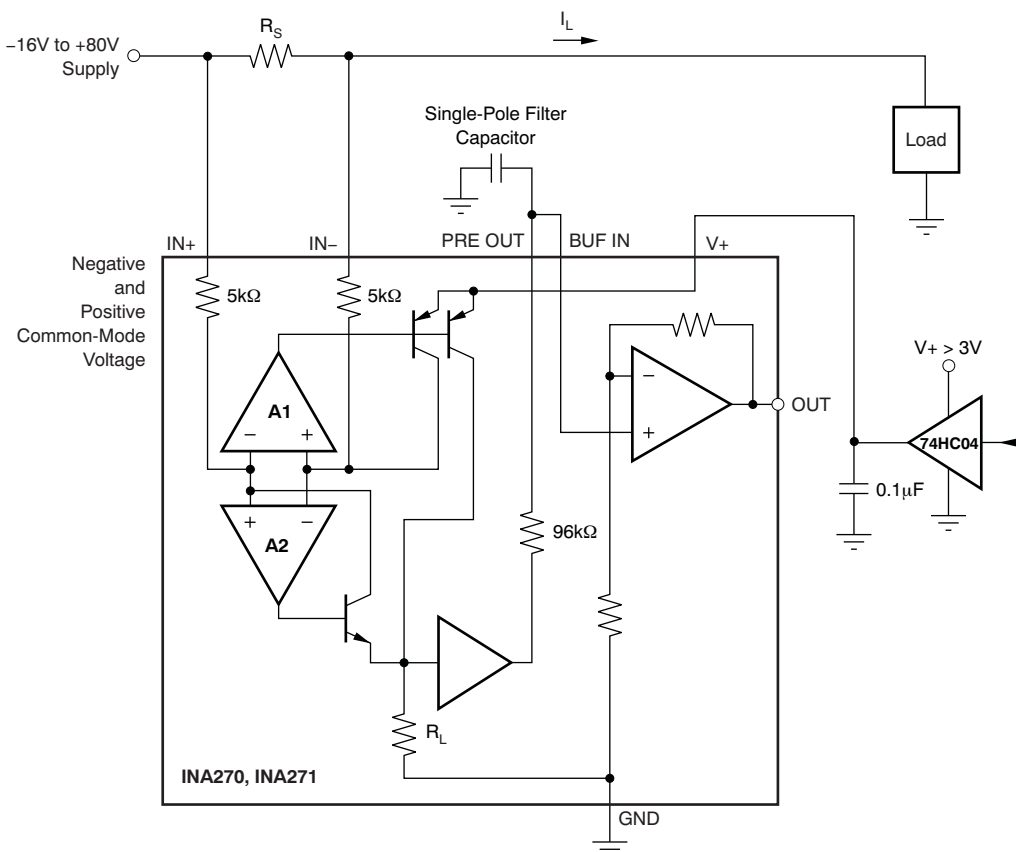 −16V to +80V
Supply
R_S
I_L
Single-Pole Filter
Capacitor
Load
IN+
IN−
PRE OUT
BUF IN
V+
Negative
and
Positive
Common-Mode
Voltage
5kΩ
5kΩ
V+ > 3V
A1
− +
−
+
OUT
74HC04
0.1μF
+ −
A2
96kΩ
R_L
INA270, INA271
GND